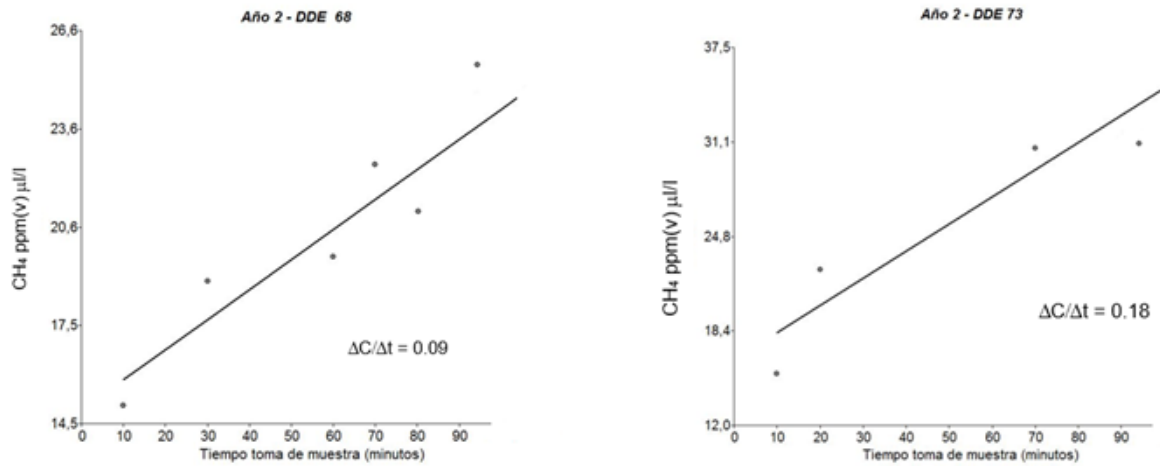 Año 2 - DDE 68
26,6
23,6
20,6
17,5
14,5
CH₄ ppm(v) µl/l
ΔC/Δt = 0.09
0 10 20 30 40 50 60 70 80 90
Tiempo toma de muestra (minutos)
Año 2 - DDE 73
37,5
31,1
24,8
18,4
12,0
CH₄ ppm(v) µl/l
ΔC/Δt = 0.18
0 10 20 30 40 50 60 70 80 90
Tiempo toma de muestra (minutos)